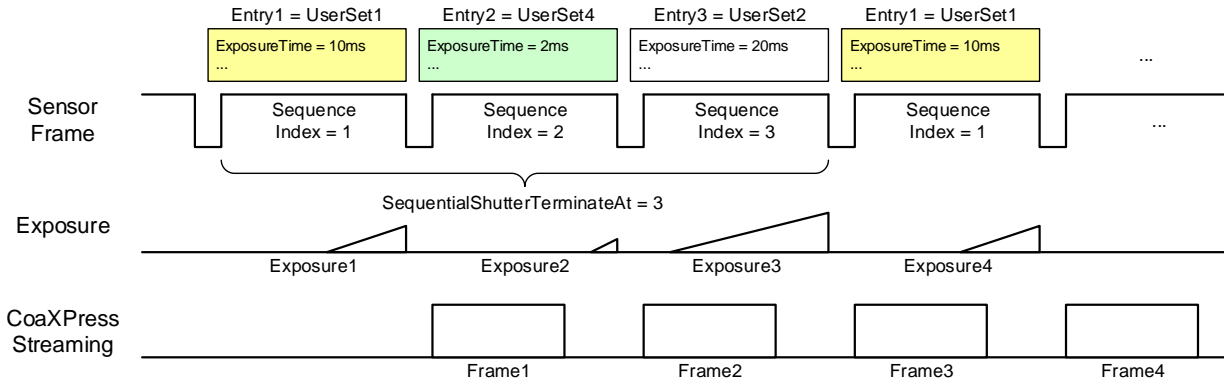 Entry1 = UserSet1
Entry2 = UserSet4
Entry3 = UserSet2
Entry1 = UserSet1
ExposureTime = 10ms
...
ExposureTime = 2ms
...
ExposureTime = 20ms
...
ExposureTime = 10ms
...
...
Sensor
Frame
Sequence
Index = 1
Sequence
Index = 2
Sequence
Index = 3
Sequence
Index = 1
...
SequentialShutterTerminateAt = 3
Exposure
Exposure1
Exposure2
Exposure3
Exposure4
CoaXPress
Streaming
Frame1
Frame2
Frame3
Frame4